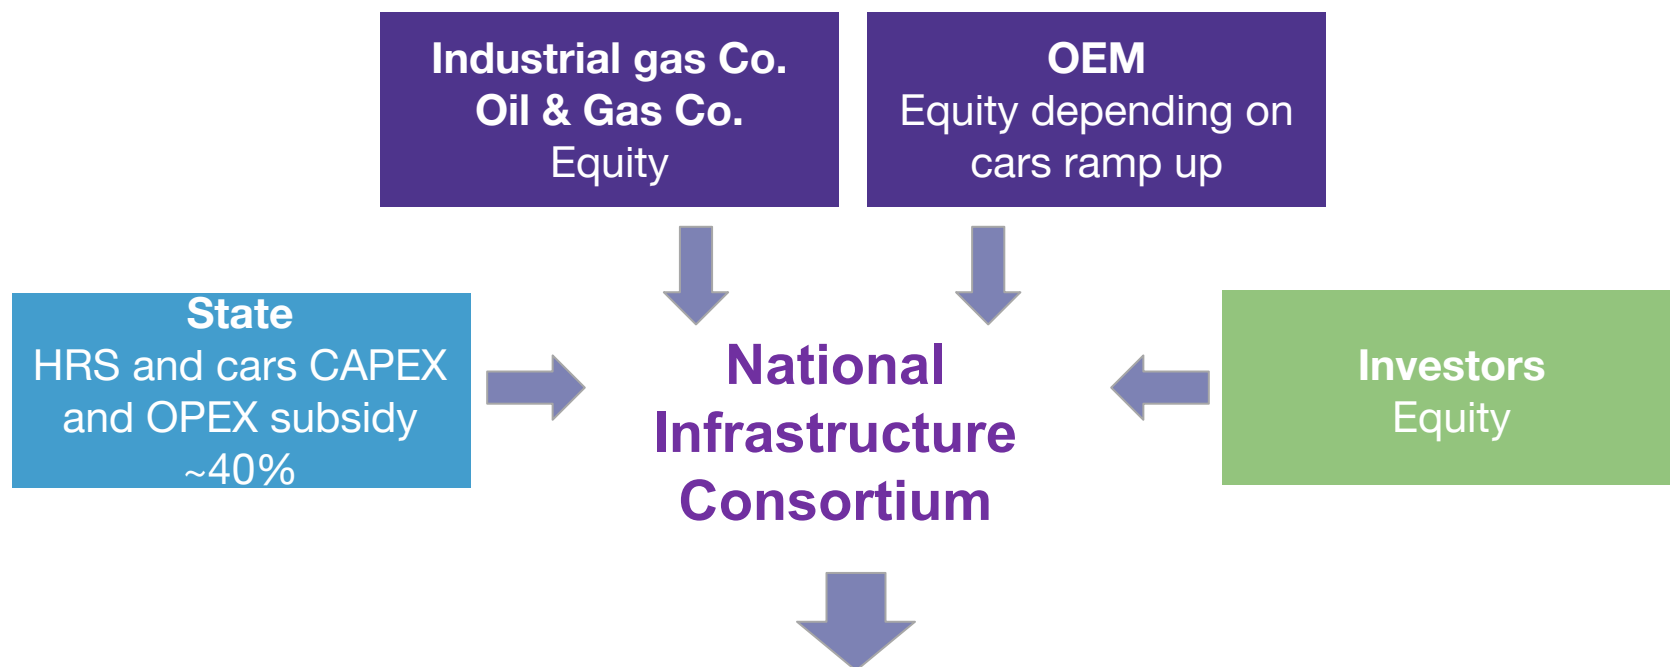 Industrial gas Co.
Oil & Gas Co.
Equity
OEM
Equity depending on
cars ramp up
State
HRS and cars CAPEX
and OPEX subsidy
~40%
National
Infrastructure
Consortium
Investors
Equity